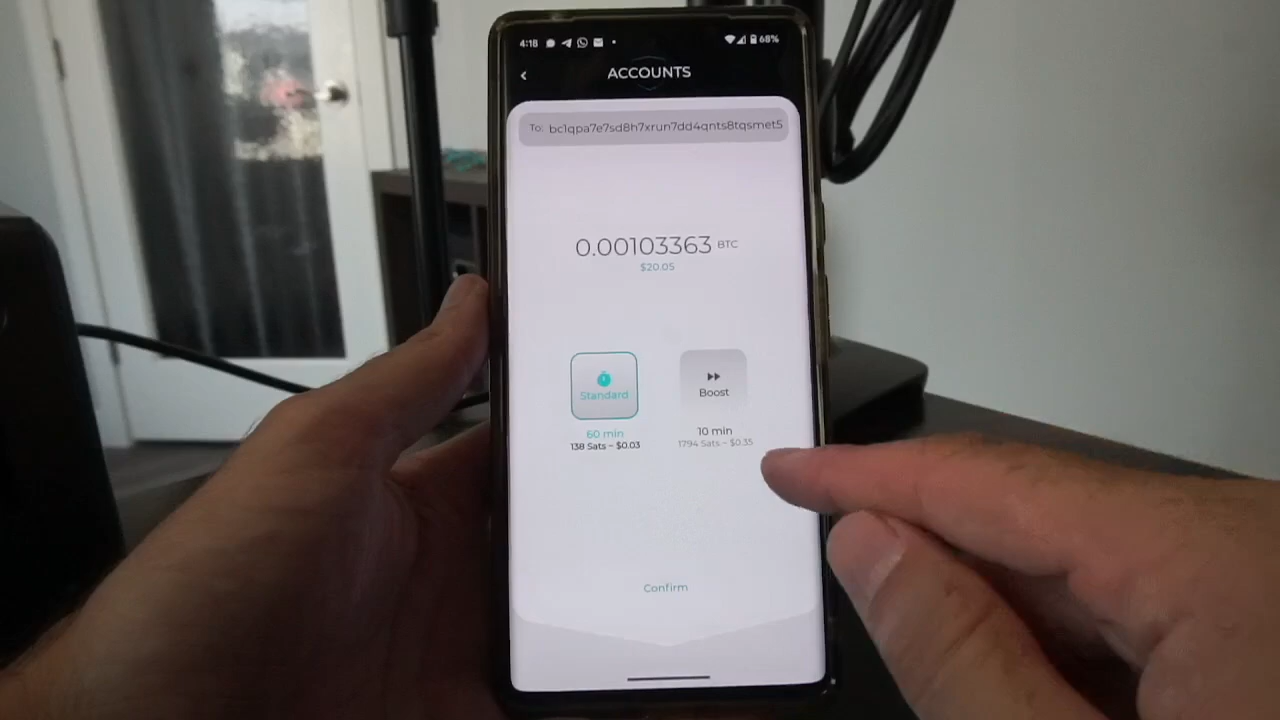 4:18 68%
ACCOUNTS
To: bc1qpa7e7sd8h7xrun7dd4qnts8tqsmet5
0.00103363 BTC
$20.05
Standard Boost
60 min 10 min
138 Sats ~ $0.03 1794 Sats ~ $0.35
Confirm